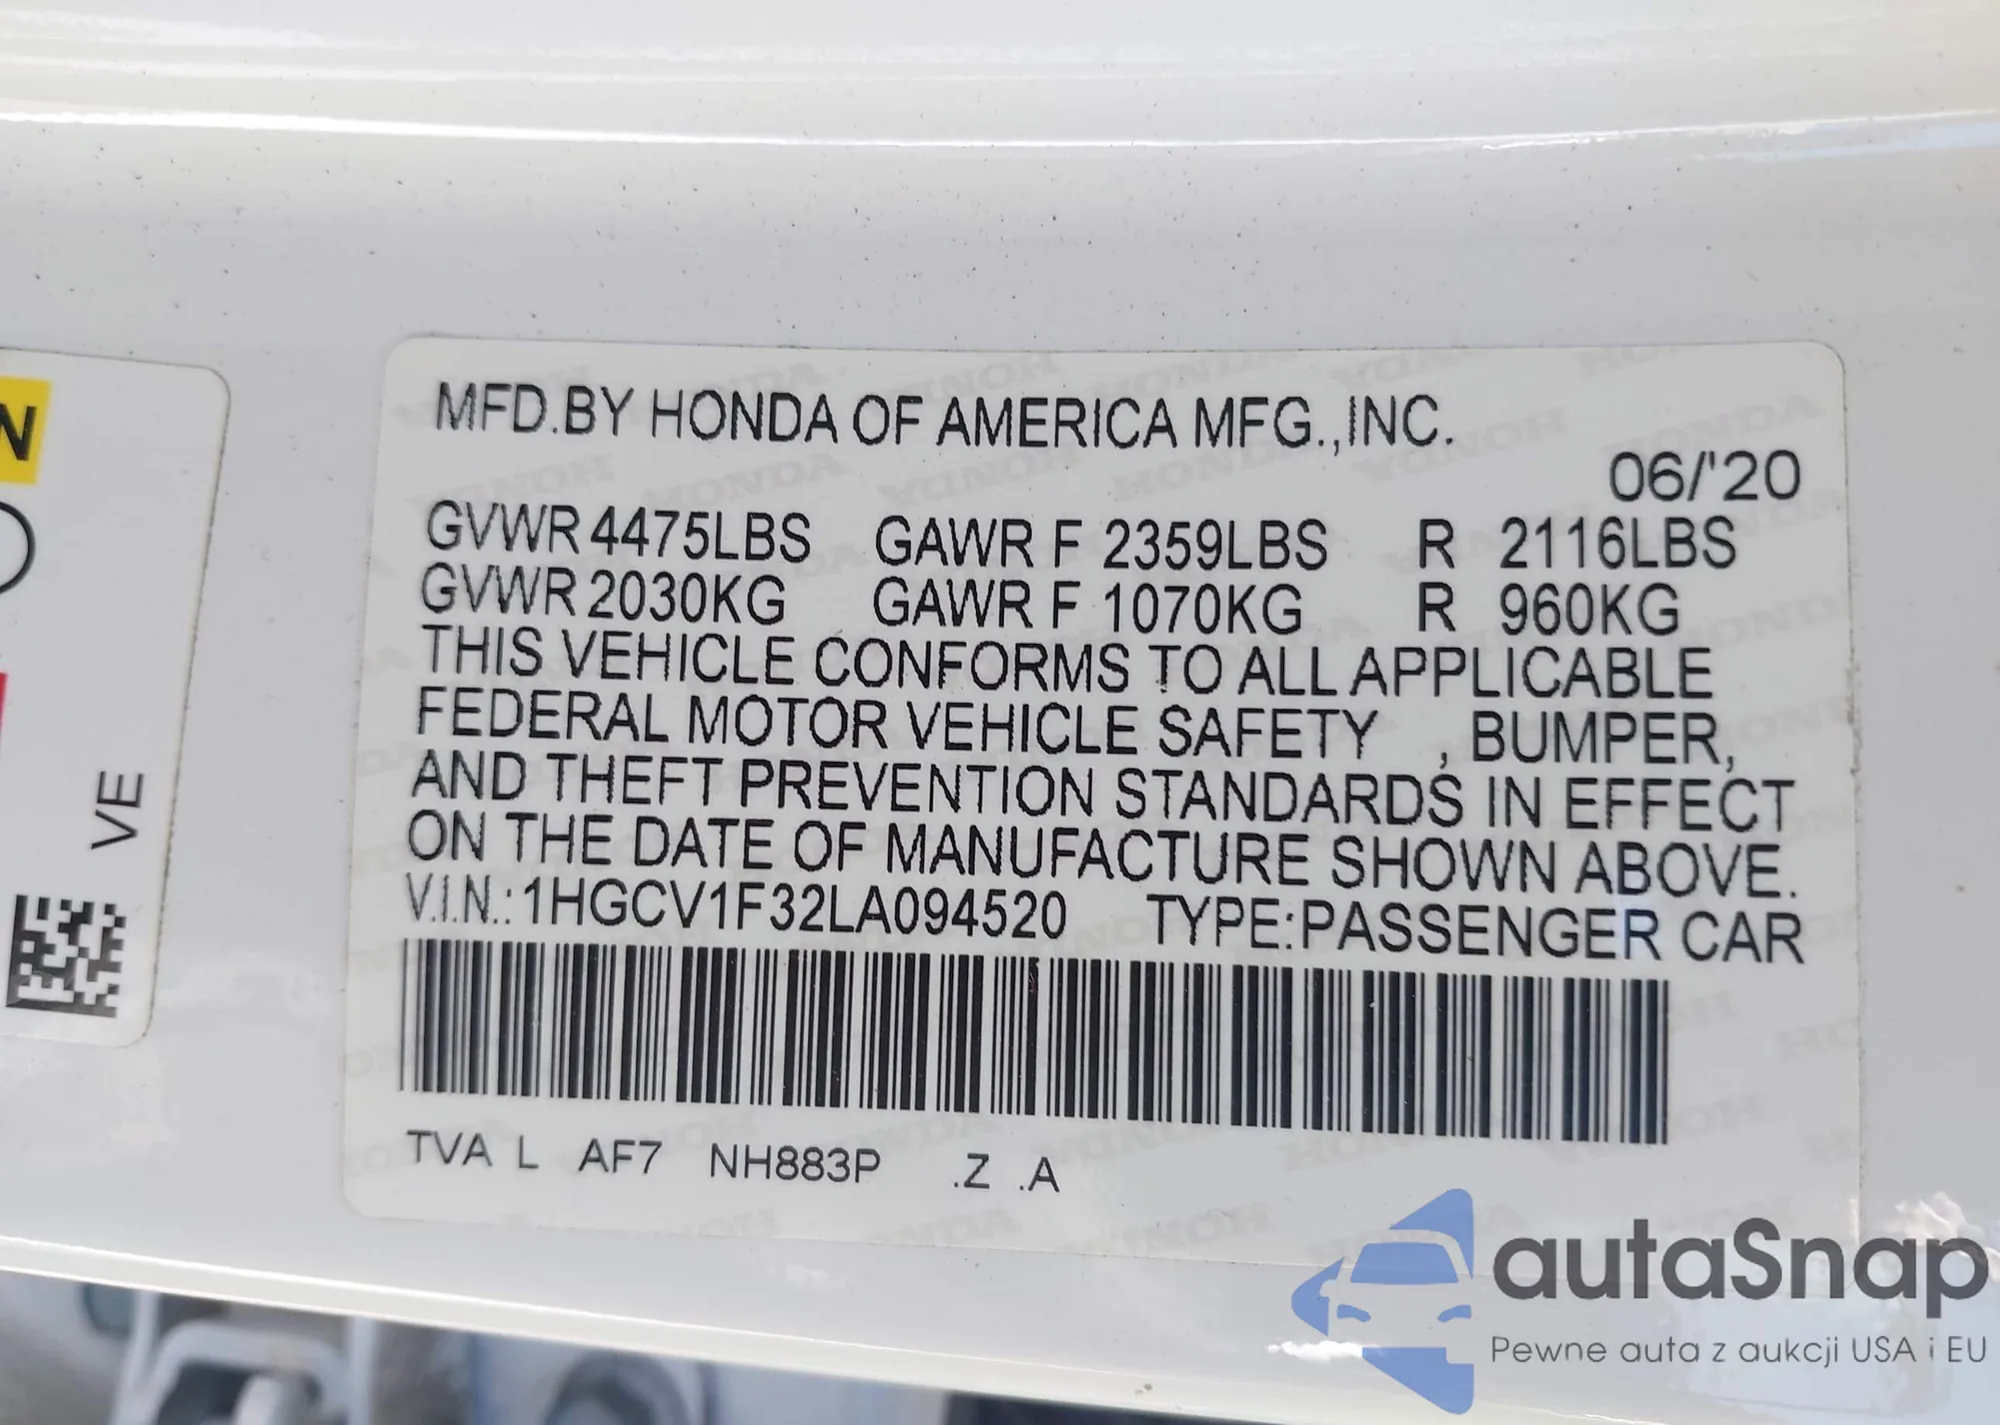 MFD.BY HONDA OF AMERICA MFG.,INC.
06/'20
GVWR 4475LBS GAWR F 2359LBS R 2116LBS
GVWR 2030KG GAWR F 1070KG R 960KG
THIS VEHICLE CONFORMS TO ALL APPLICABLE
FEDERAL MOTOR VEHICLE SAFETY , BUMPER,
AND THEFT PREVENTION STANDARDS IN EFFECT
ON THE DATE OF MANUFACTURE SHOWN ABOVE.
V.I.N.: 1HGCV1F32LA094520 TYPE:PASSENGER CAR
TVA L AF7 NH883P .Z .A
N
VE
autaSnap
Pewne auta z aukcji USA i EU